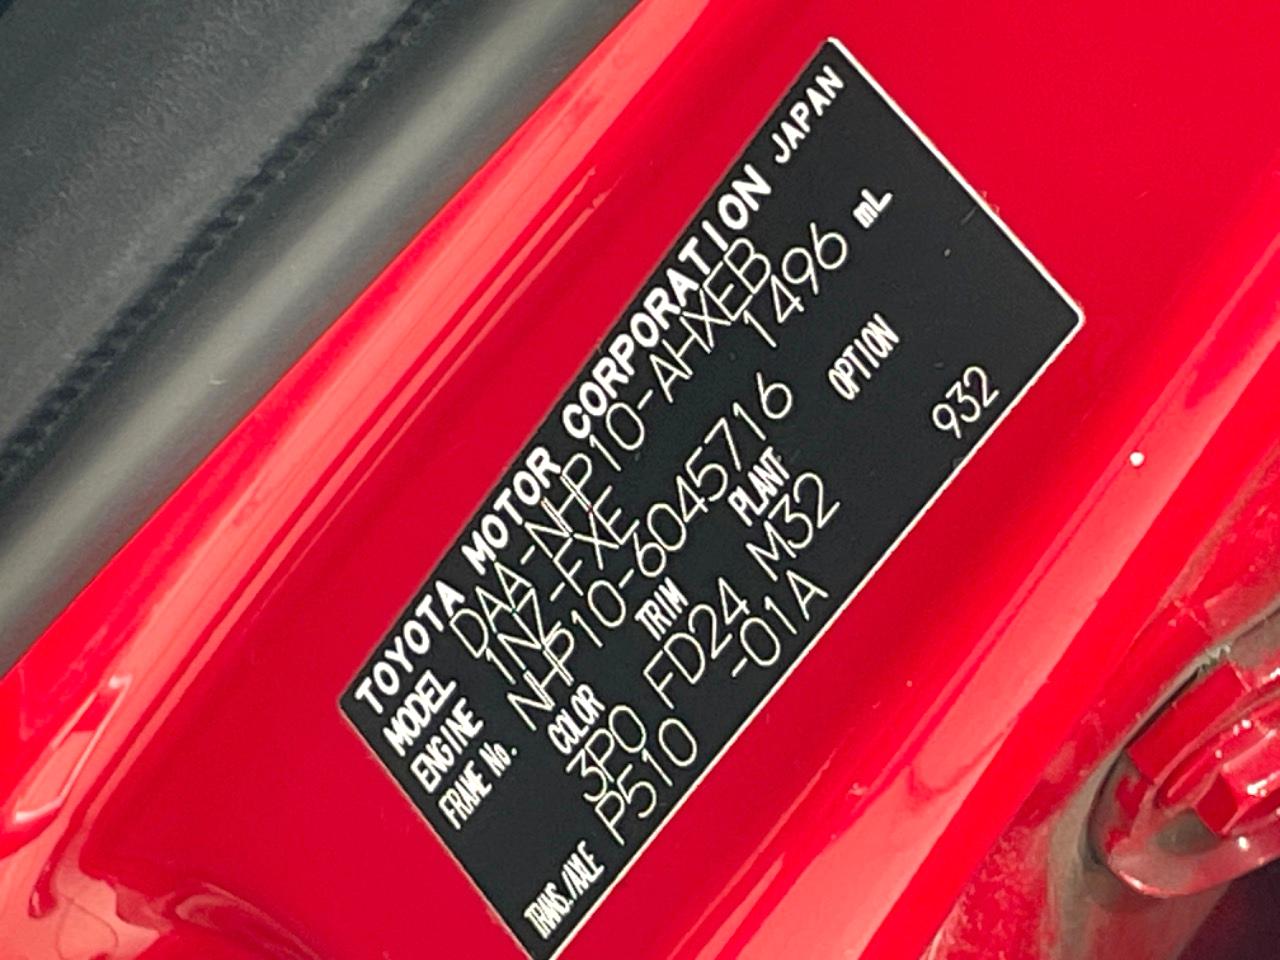 TOYOTA MOTOR CORPORATION JAPAN
MODEL DAA-NHP10-AHXEB
ENGINE 1NZ-FXE 1496 mL
FRAME No. NHP10-6045716
COLOR TRIM PLANT OPTION
3P0 FD24 M32 932
TRANS./AXLE P510 -01A